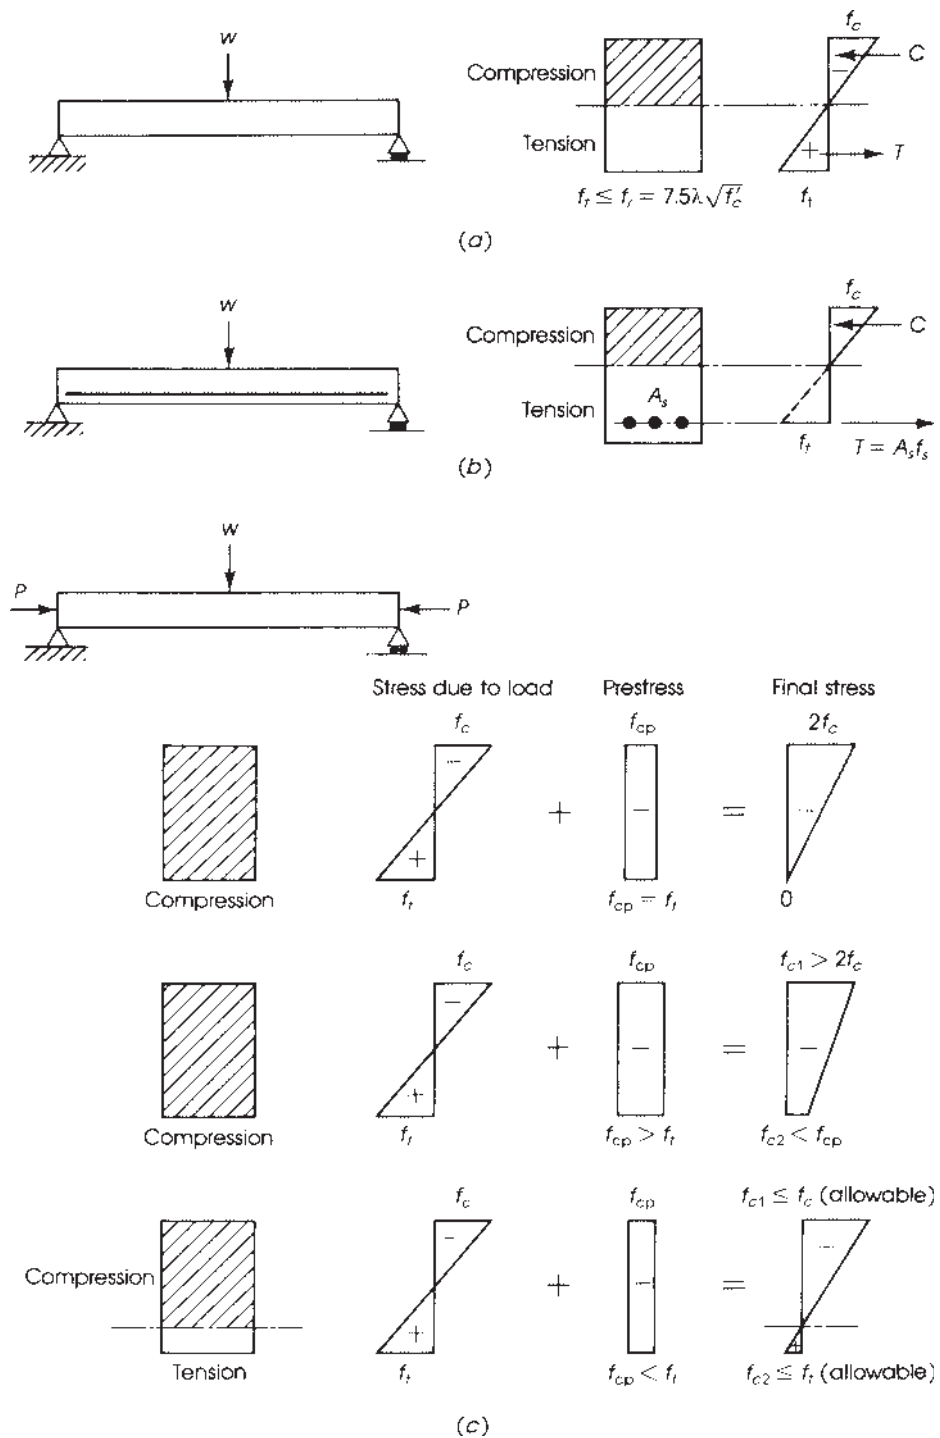 w
f_c
Compression
C
−
Tension
+
T
f_t ≤ f_r = 7.5λ√f'_c
f_t
(a)
w
f_c
Compression
C
A_s
Tension
f_t
T = A_s f_s
(b)
w
P
P
Stress due to load
Prestress
Final stress
f_c
f_cp
2f_c
− + + − = −
Compression
f_t
f_cp = f_t
0
f_c
f_cp
f_c1 > 2f_c
− + + − = −
Compression
f_t
f_cp > f_t
f_c2 < f_cp
f_c
f_cp
f_c1 ≤ f_c (allowable)
Compression
− + + − = − +
Tension
f_t
f_cp < f_t
f_c2 ≤ f_t (allowable)
(c)